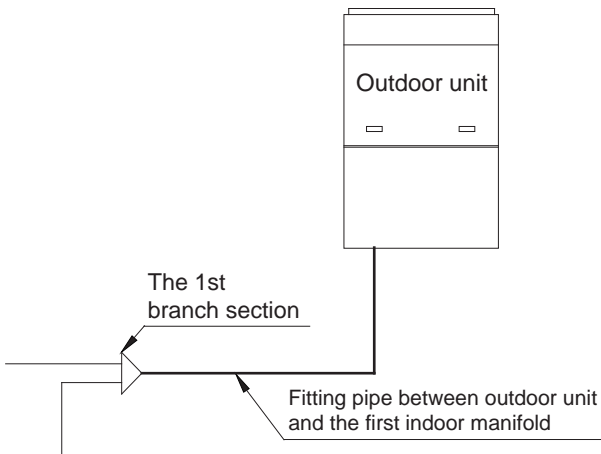 Outdoor unit
The 1st
branch section
Fitting pipe between outdoor unit
and the first indoor manifold